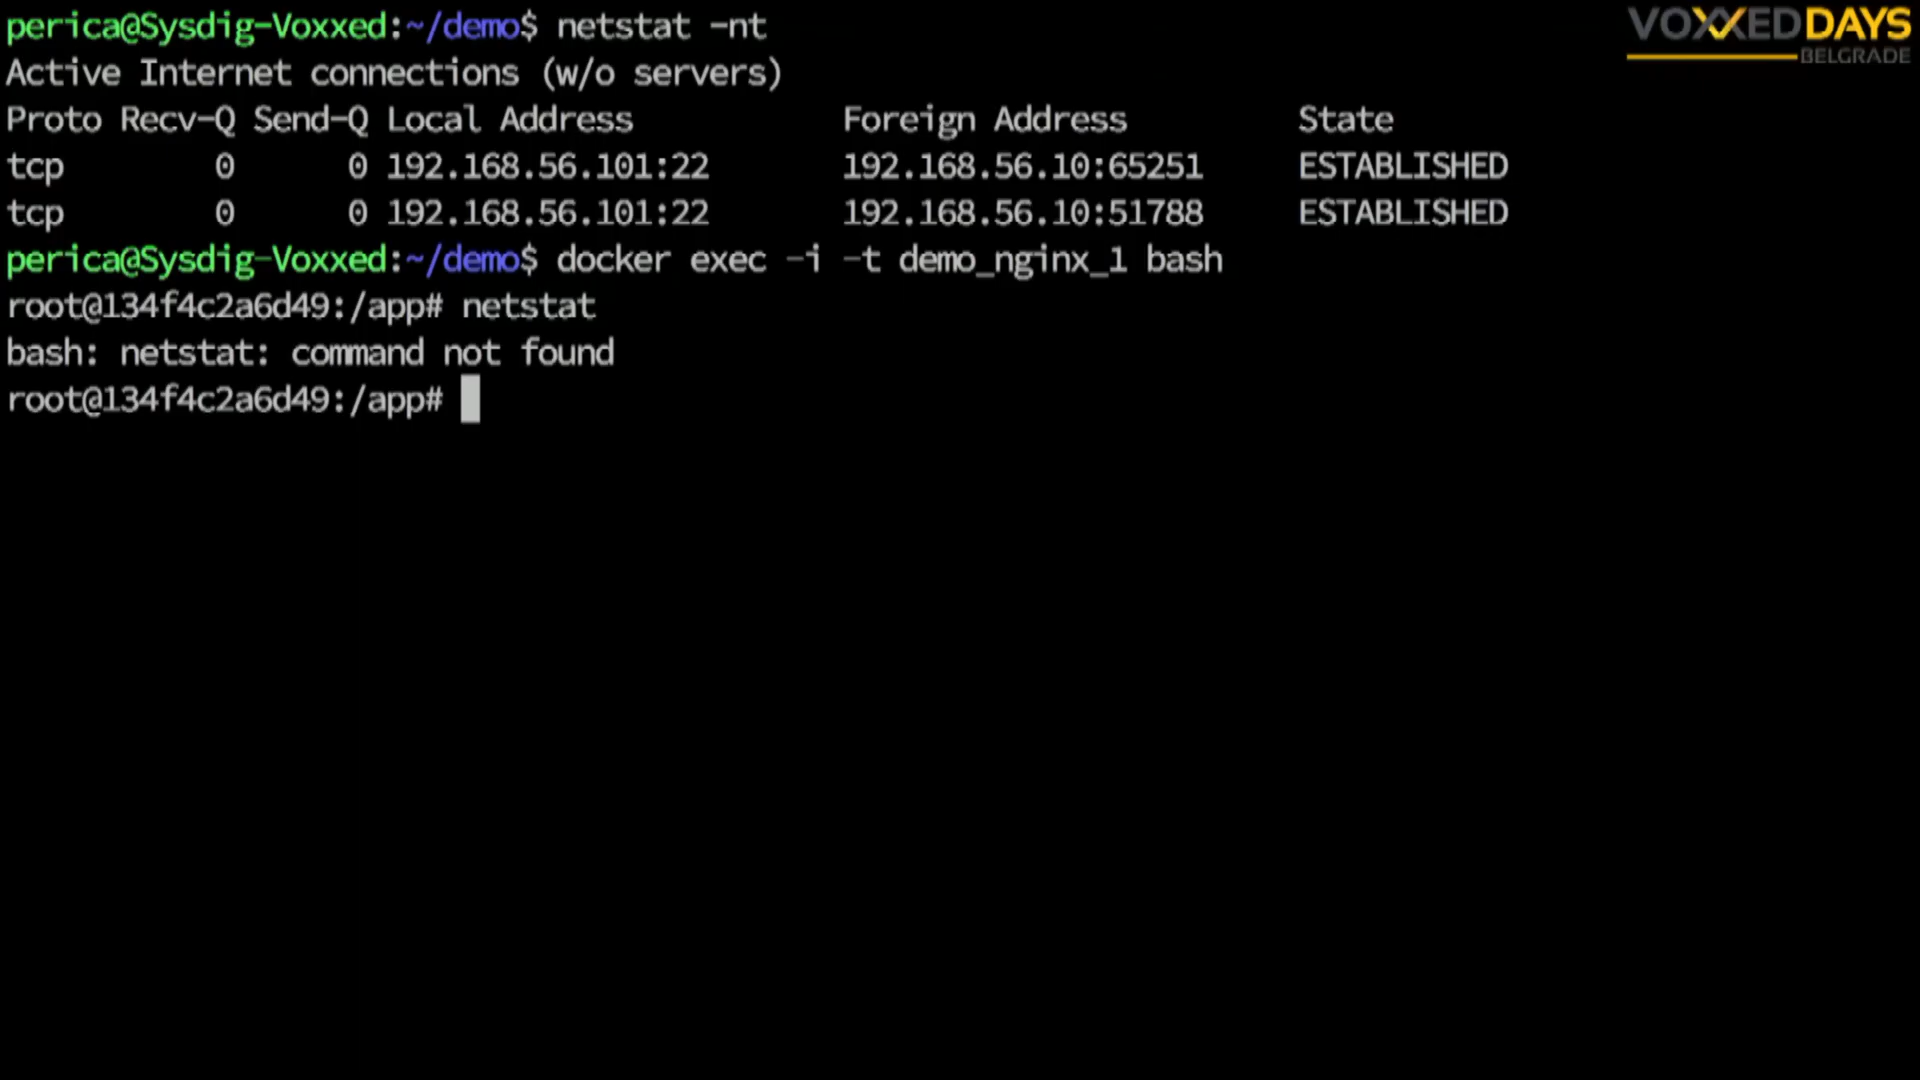 perica@Sysdig-Voxxed:~/demo$ netstat -nt
Active Internet connections (w/o servers)
Proto Recv-Q Send-Q Local Address           Foreign Address         State
tcp        0      0 192.168.56.101:22       192.168.56.10:65251     ESTABLISHED
tcp        0      0 192.168.56.101:22       192.168.56.10:51788     ESTABLISHED
perica@Sysdig-Voxxed:~/demo$ docker exec -i -t demo_nginx_1 bash
root@134f4c2a6d49:/app# netstat
bash: netstat: command not found
root@134f4c2a6d49:/app#
VOXXEDDAYS
BELGRADE